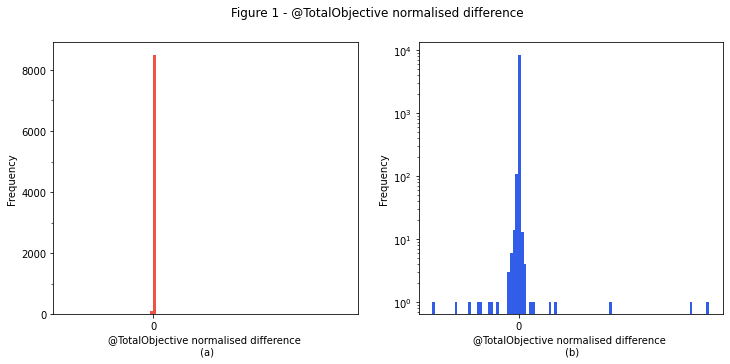 Figure 1 - @TotalObjective normalised difference
8000
6000
4000
2000
0
Frequency
0
@TotalObjective normalised difference
(a)
10⁴
10³
10²
10¹
10⁰
Frequency
0
@TotalObjective normalised difference
(b)